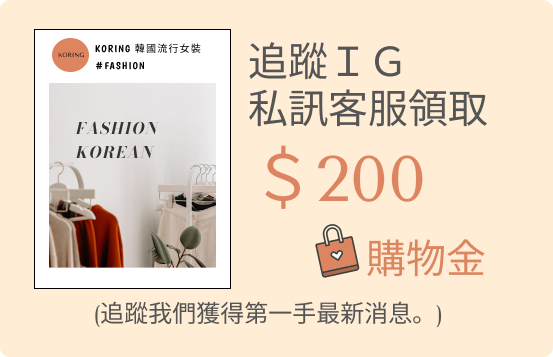 KORING
KORING 韓國流行女裝
#FASHION
FASHION
KOREAN
追蹤ＩＧ
私訊客服領取
＄200
購物金
(追蹤我們獲得第一手最新消息。)